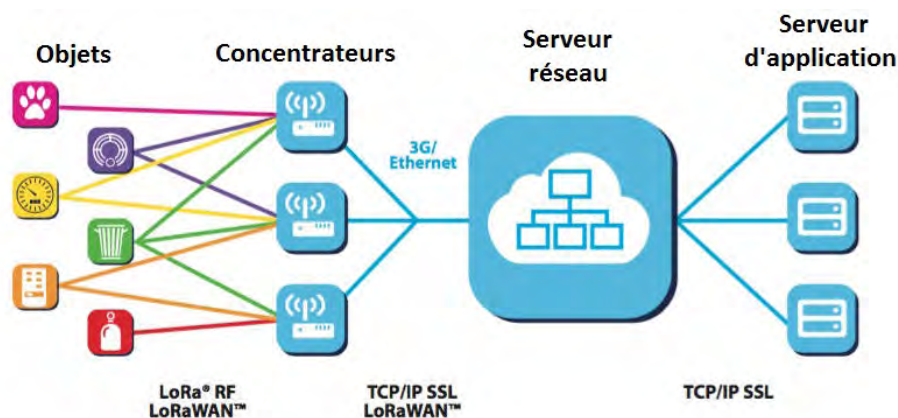 Objets
Concentrateurs
Serveur
réseau
Serveur
d'application
3G/
Ethernet
LoRa® RF
LoRaWAN™
TCP/IP SSL
LoRaWAN™
TCP/IP SSL